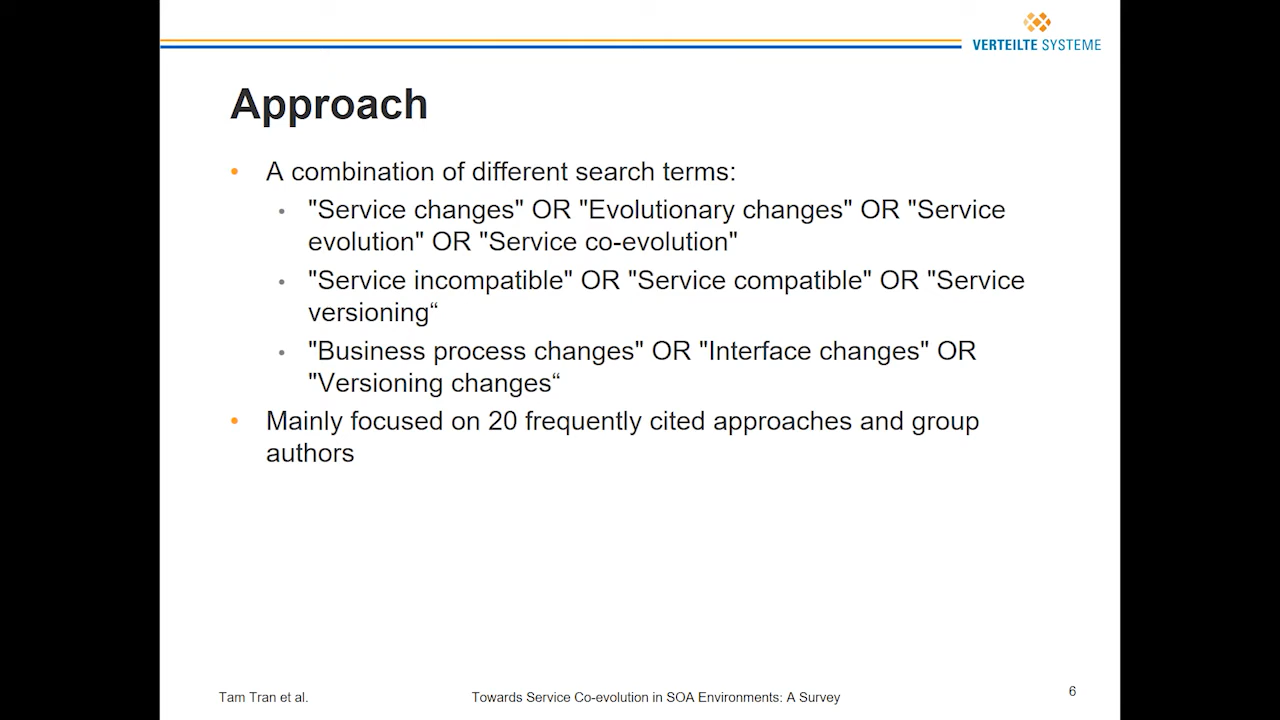 VERTEILTE SYSTEME
Approach
• A combination of different search terms:
• "Service changes" OR "Evolutionary changes" OR "Service
evolution" OR "Service co-evolution"
• "Service incompatible" OR "Service compatible" OR "Service
versioning“
• "Business process changes" OR "Interface changes" OR
"Versioning changes“
• Mainly focused on 20 frequently cited approaches and group
authors
Tam Tran et al.
Towards Service Co-evolution in SOA Environments: A Survey
6